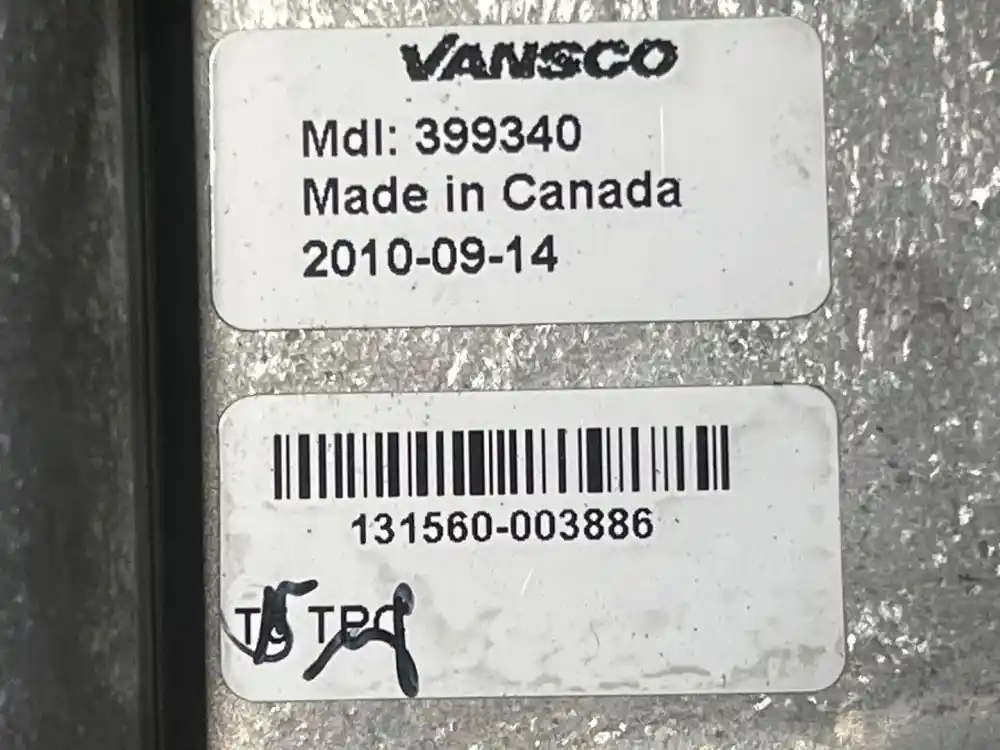 VANSCO
Mdl: 399340
Made in Canada
2010-09-14
131560-003886